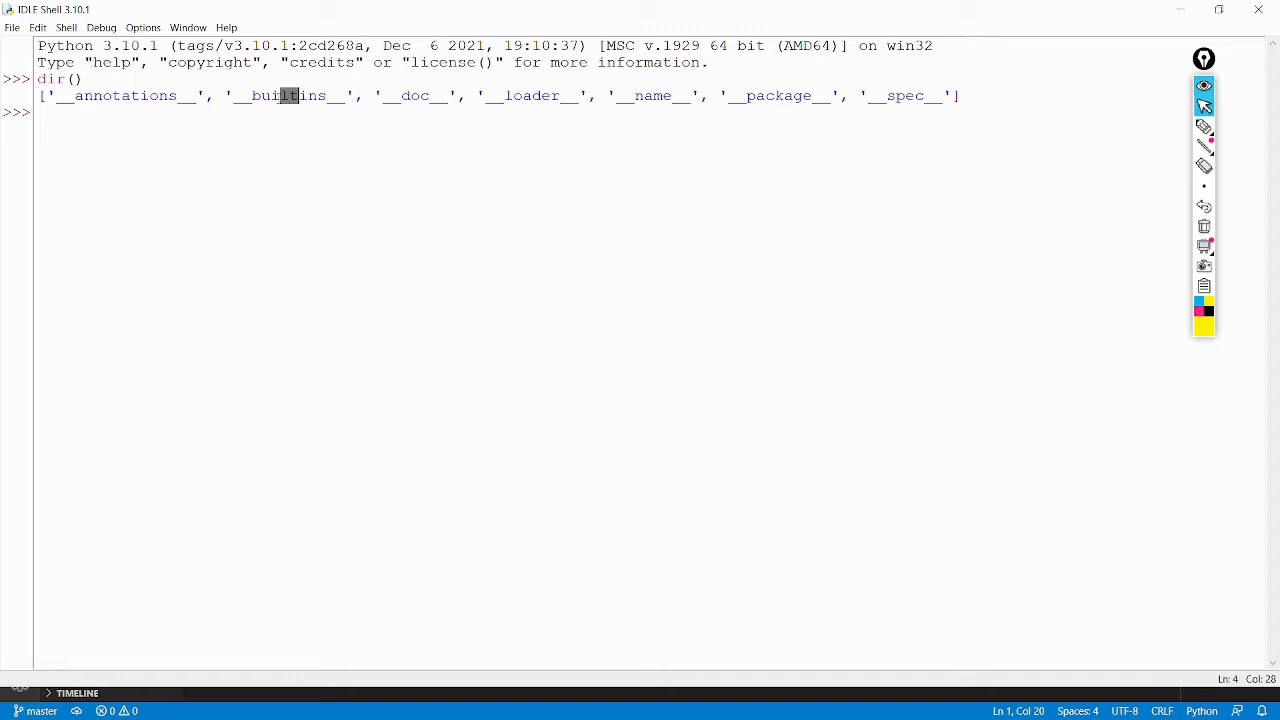 IDLE Shell 3.10.1
File Edit Shell Debug Options Window Help
Python 3.10.1 (tags/v3.10.1:2cd268a, Dec  6 2021, 19:10:37) [MSC v.1929 64 bit (AMD64)] on win32
Type "help", "copyright", "credits" or "license()" for more information.
>>> dir()
['__annotations__', '__builtins__', '__doc__', '__loader__', '__name__', '__package__', '__spec__']
>>>
Ln: 4 Col: 28
TIMELINE
master 0 0 Ln 1, Col 20 Spaces: 4 UTF-8 CRLF Python